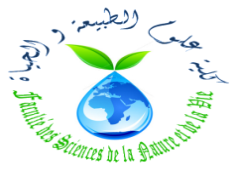 كلية علوم الطبيعة و الحياة
Faculté des Sciences de la Nature et de la Vie